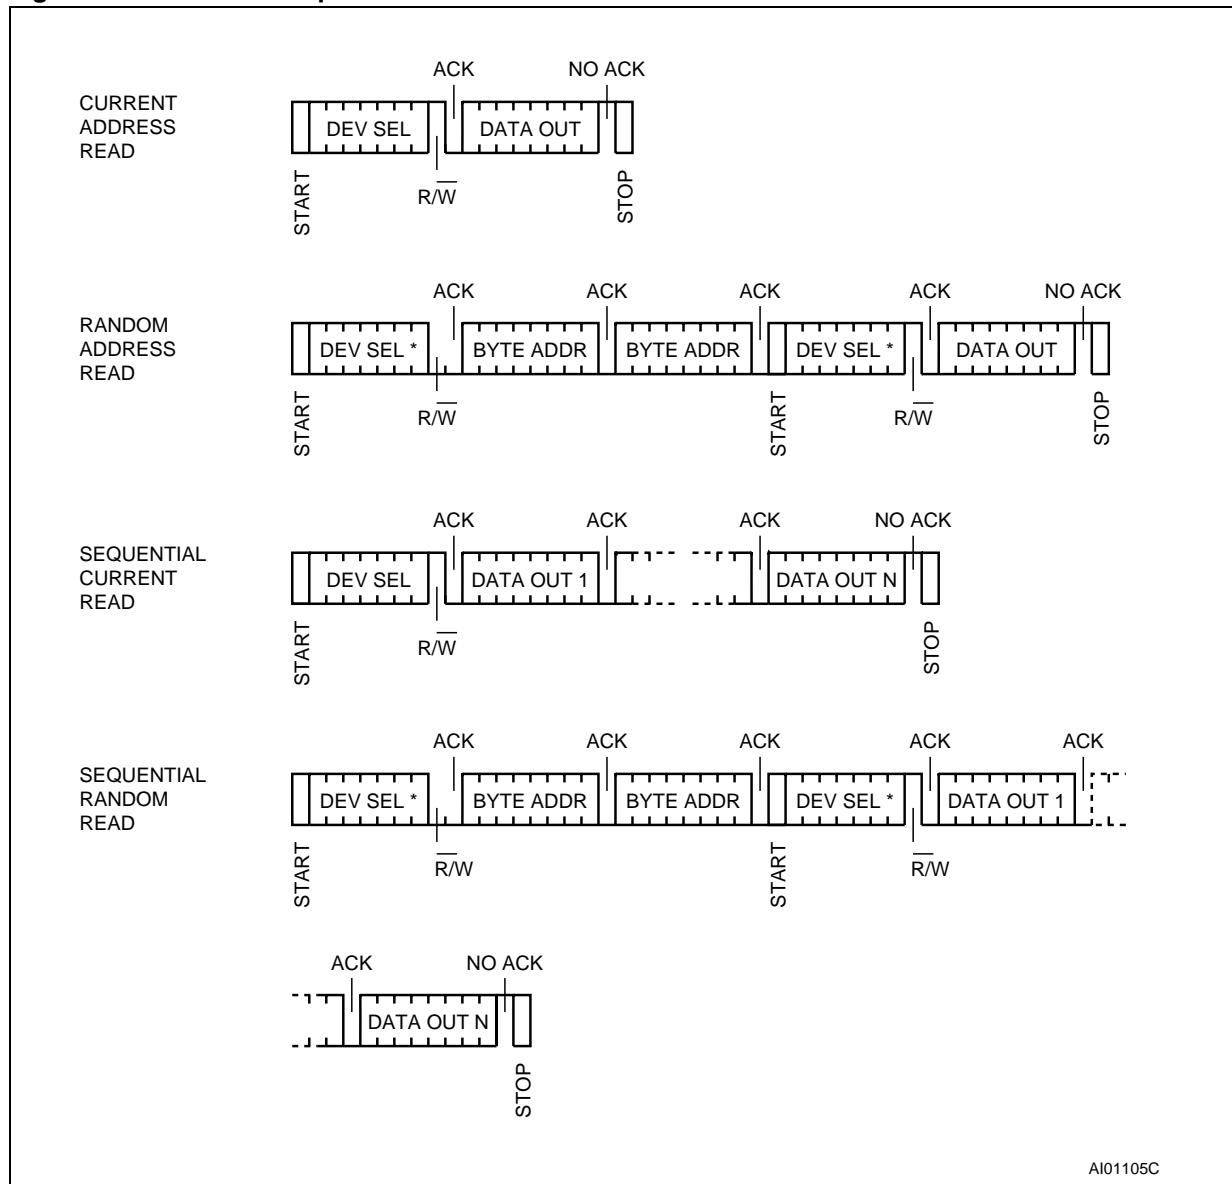 ACK NO ACK
CURRENT
ADDRESS
READ
DEV SEL DATA OUT
START R/W̅ STOP
ACK ACK ACK ACK NO ACK
RANDOM
ADDRESS
READ
DEV SEL * BYTE ADDR BYTE ADDR DEV SEL * DATA OUT
START R/W̅ START R/W̅ STOP
ACK ACK ACK NO ACK
SEQUENTIAL
CURRENT
READ
DEV SEL DATA OUT 1 DATA OUT N
START R/W̅ STOP
ACK ACK ACK ACK ACK
SEQUENTIAL
RANDOM
READ
DEV SEL * BYTE ADDR BYTE ADDR DEV SEL * DATA OUT 1
START R̅/W START R̅/W
ACK NO ACK
DATA OUT N
STOP
AI01105C